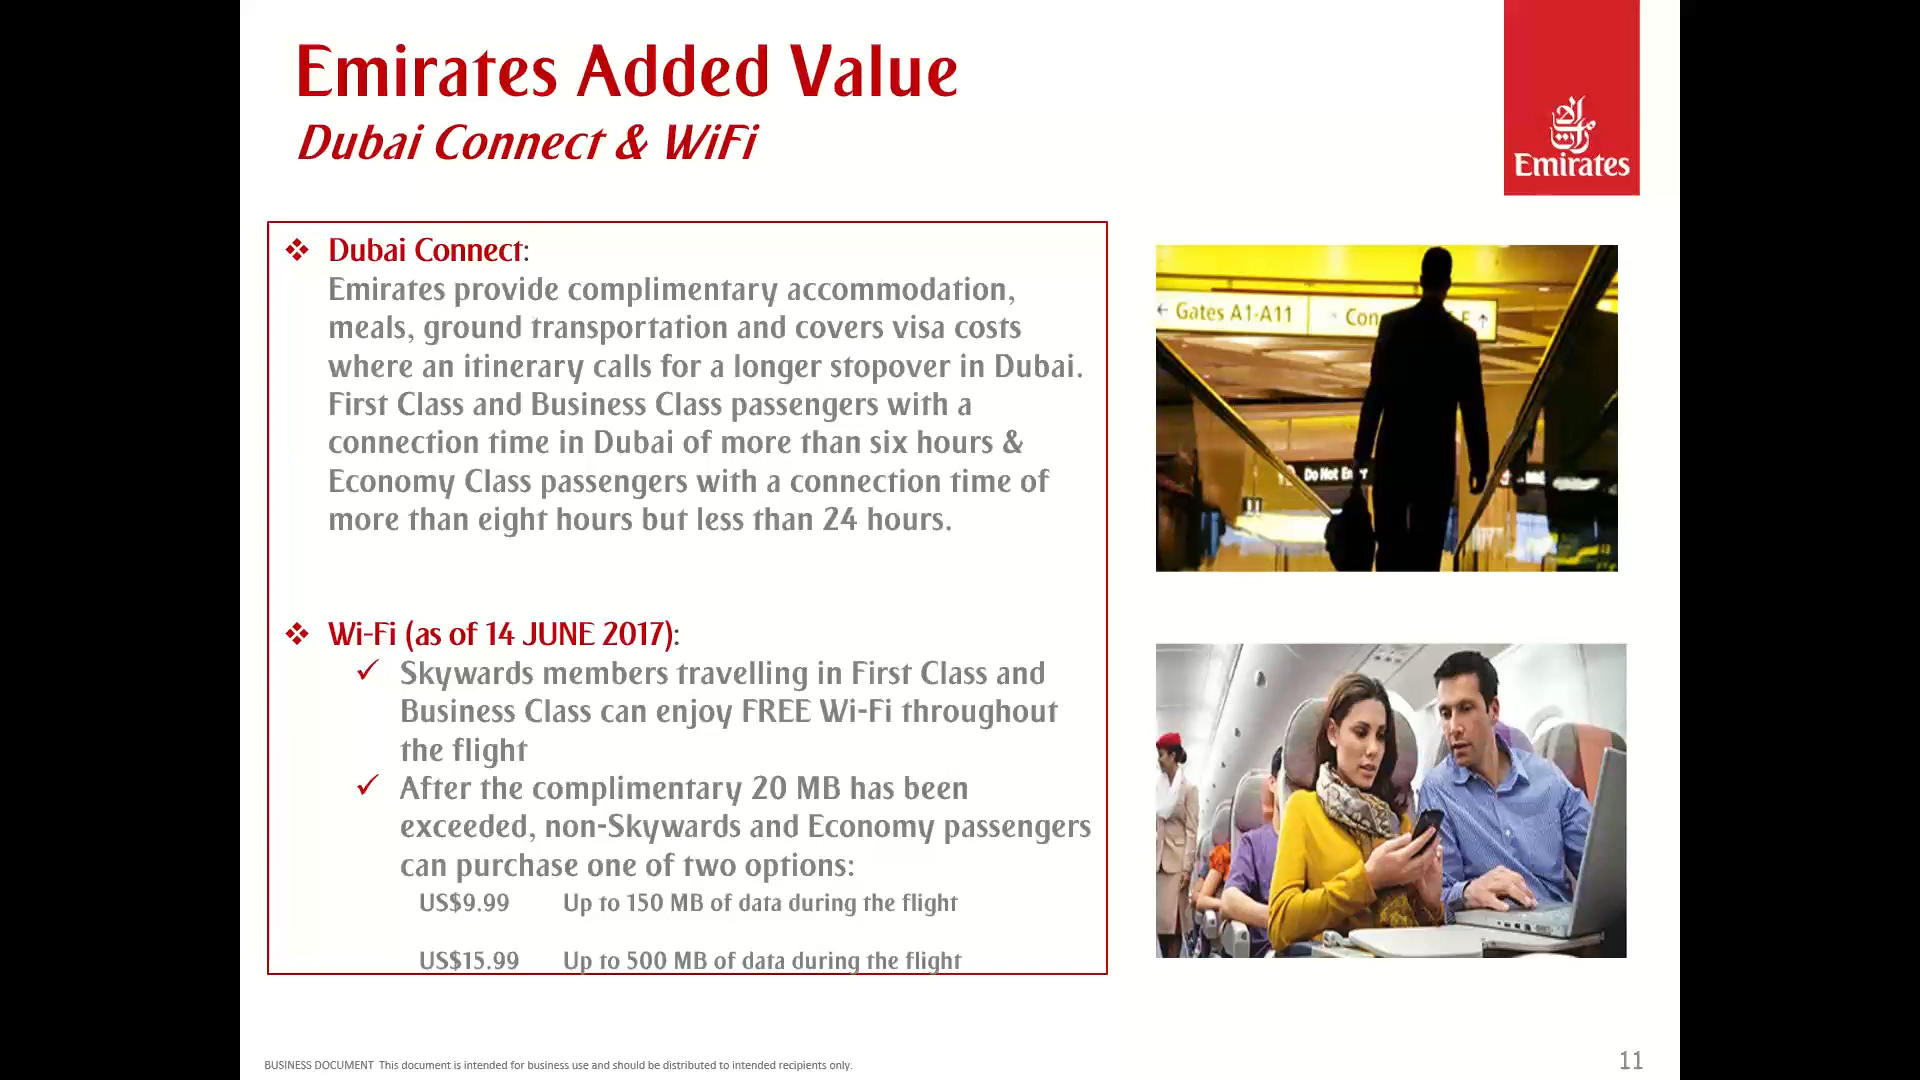 Emirates Added Value
Dubai Connect & WiFi
Emirates
Dubai Connect:
Emirates provide complimentary accommodation,
meals, ground transportation and covers visa costs
where an itinerary calls for a longer stopover in Dubai.
First Class and Business Class passengers with a
connection time in Dubai of more than six hours &
Economy Class passengers with a connection time of
more than eight hours but less than 24 hours.
← Gates A1-A11
Do Not
Wi-Fi (as of 14 JUNE 2017):
✓ Skywards members travelling in First Class and
Business Class can enjoy FREE Wi-Fi throughout
the flight
✓ After the complimentary 20 MB has been
exceeded, non-Skywards and Economy passengers
can purchase one of two options:
US$9.99 Up to 150 MB of data during the flight
US$15.99 Up to 500 MB of data during the flight
BUSINESS DOCUMENT This document is intended for business use and should be distributed to intended recipients only.
11